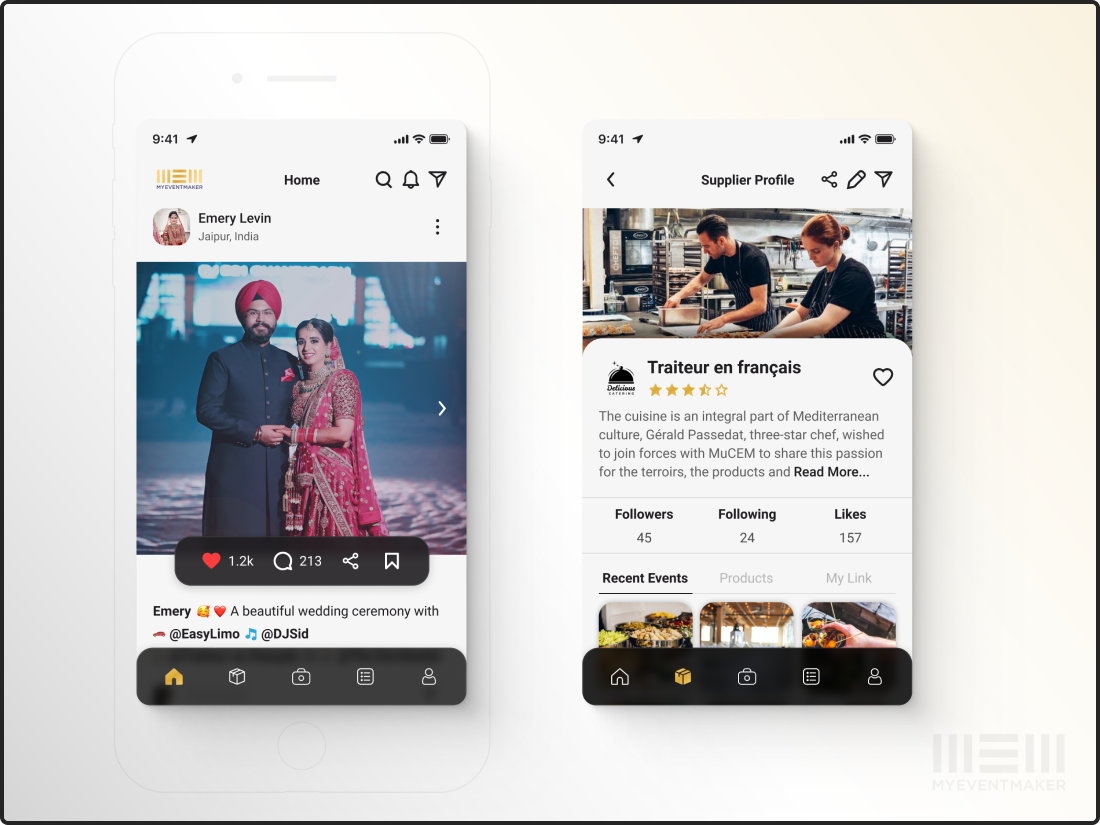 9:41
MYEVENTMAKER
Home
Emery Levin
Jaipur, India
1.2k
213
Emery 🥰 ❤️ A beautiful wedding ceremony with
🚗 @EasyLimo 🎵 @DJSid
9:41
Supplier Profile
Delicious
CATERING
Traiteur en français
The cuisine is an integral part of Mediterranean
culture, Gérald Passedat, three-star chef, wished
to join forces with MuCEM to share this passion
for the terroirs, the products and Read More...
Followers Following Likes
45 24 157
Recent Events Products My Link
MYEVENTMAKER